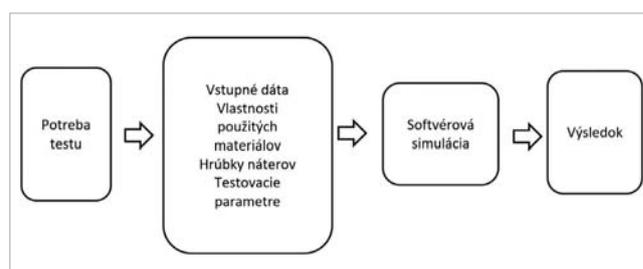 Potreba
testu
Vstupné dáta
Vlastnosti
použitých
materiálov
Hrúbky náterov
Testovacie
parametre
Softvérová
simulácia
Výsledok